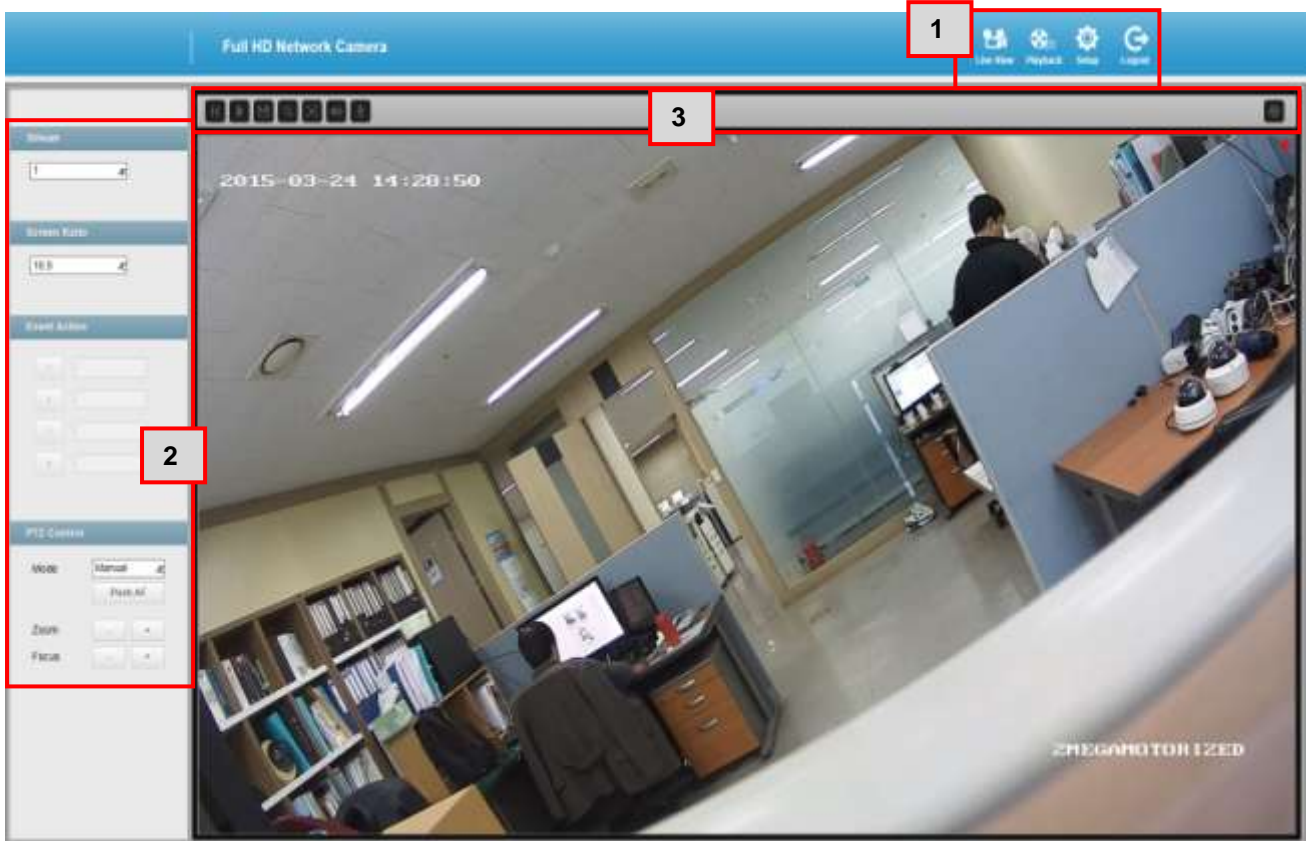 1
Full HD Network Camera
Live View Playback Setup Logout
3
Stream
1
2015-03-24 14:28:50
Screen Ratio
16:9
Event Action
2
PTZ Control
Mode Manual
Push AF
Zoom - +
Focus - +
2MEGAMOTORIZED